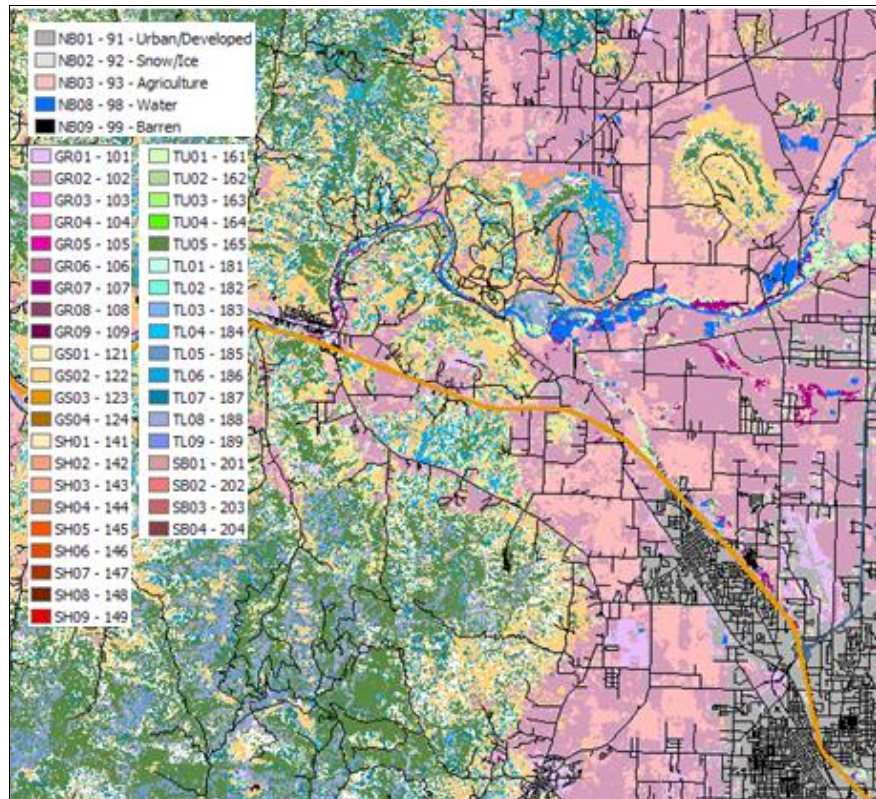 NB01 - 91 - Urban/Developed
NB02 - 92 - Snow/Ice
NB03 - 93 - Agriculture
NB08 - 98 - Water
NB09 - 99 - Barren
GR01 - 101
GR02 - 102
GR03 - 103
GR04 - 104
GR05 - 105
GR06 - 106
GR07 - 107
GR08 - 108
GR09 - 109
GS01 - 121
GS02 - 122
GS03 - 123
GS04 - 124
SH01 - 141
SH02 - 142
SH03 - 143
SH04 - 144
SH05 - 145
SH06 - 146
SH07 - 147
SH08 - 148
SH09 - 149
TU01 - 161
TU02 - 162
TU03 - 163
TU04 - 164
TU05 - 165
TL01 - 181
TL02 - 182
TL03 - 183
TL04 - 184
TL05 - 185
TL06 - 186
TL07 - 187
TL08 - 188
TL09 - 189
SB01 - 201
SB02 - 202
SB03 - 203
SB04 - 204